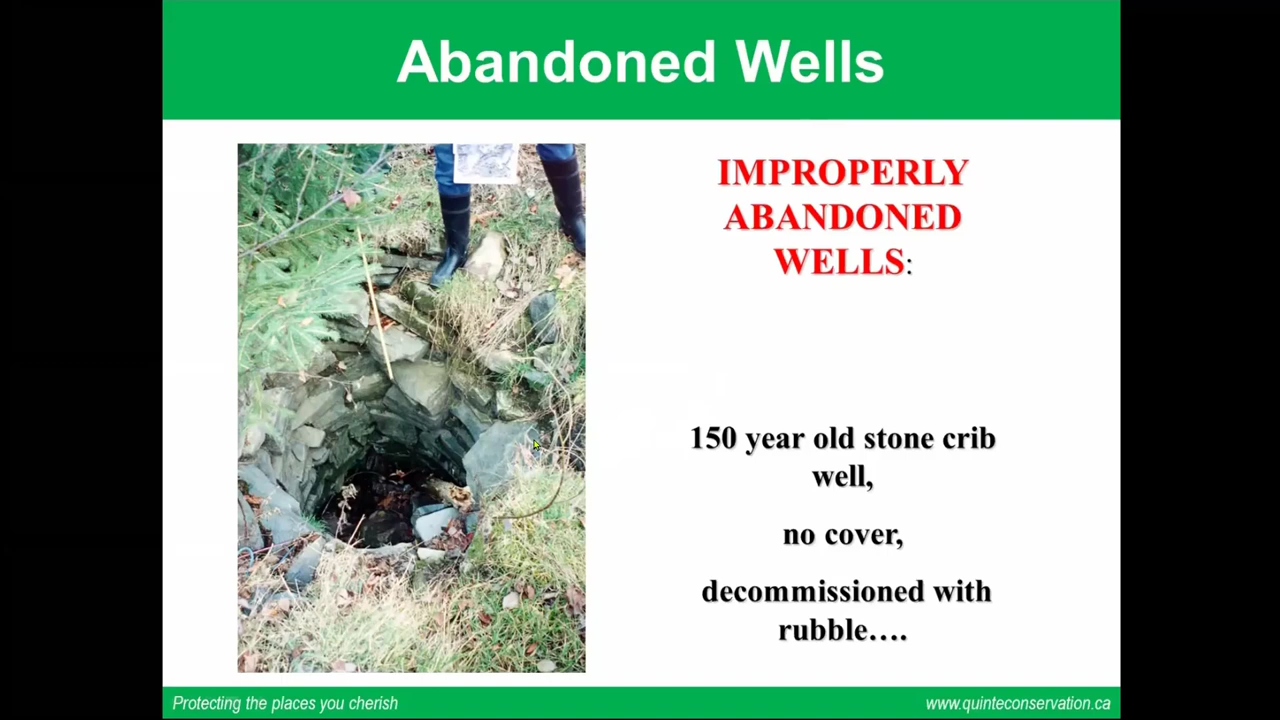 Abandoned Wells
IMPROPERLY
ABANDONED
WELLS:
150 year old stone crib
well,
no cover,
decommissioned with
rubble….
Protecting the places you cherish
www.quinteconservation.ca